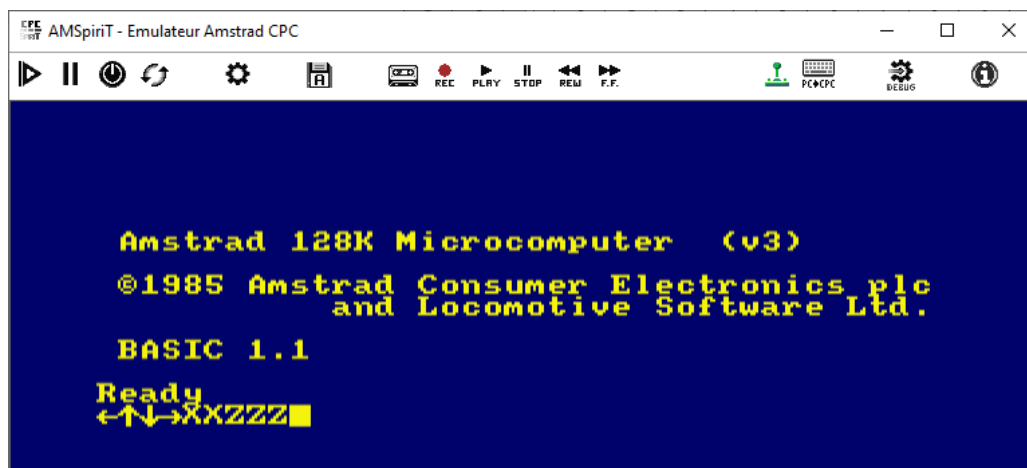 AMSpiriT - Emulateur Amstrad CPC
REC PLAY STOP REW F.F. PC CPC DEBUG
Amstrad 128K Microcomputer (v3)
©1985 Amstrad Consumer Electronics plc
and Locomotive Software Ltd.
BASIC 1.1
Ready
←↑↓→XXZZZ